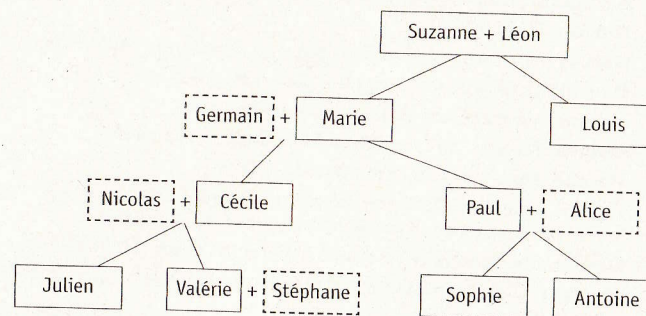 Suzanne + Léon
Germain + Marie
Louis
Nicolas + Cécile
Paul + Alice
Julien
Valérie + Stéphane
Sophie
Antoine